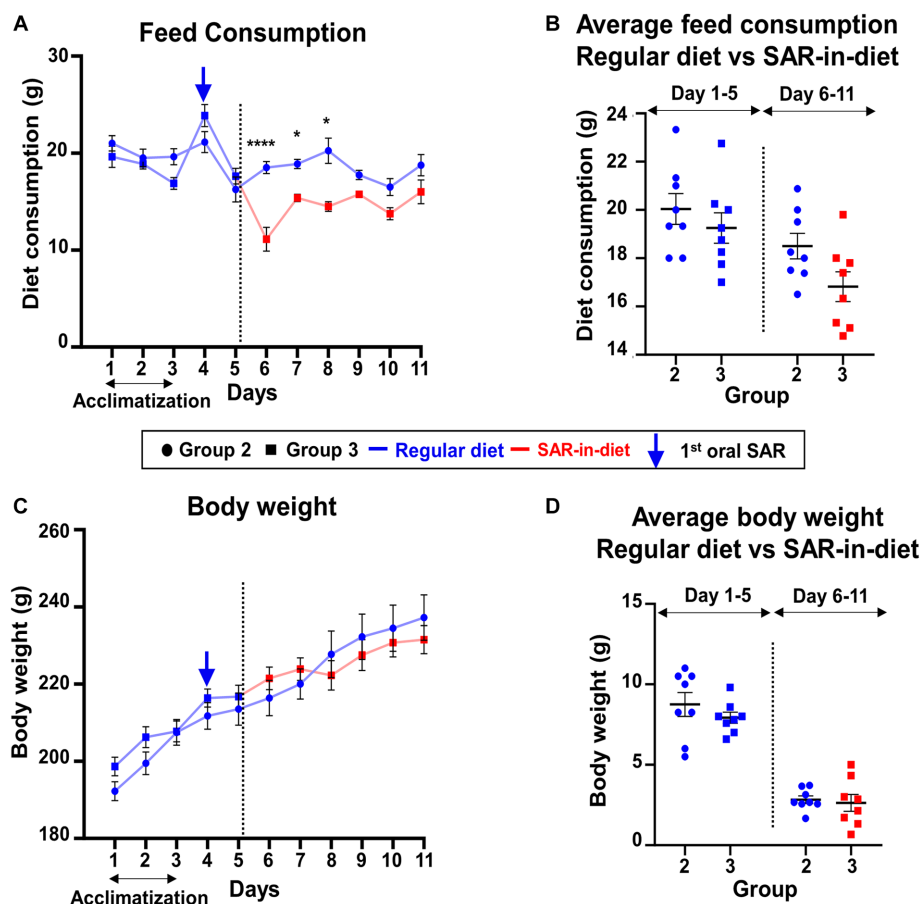 A
Feed Consumption
Diet consumption (g)
30
20
10
0
****
*
*
1 2 3 4 5 6 7 8 9 10 11
Days
Acclimatization
B
Average feed consumption
Regular diet vs SAR-in-diet
Day 1-5
Day 6-11
Diet consumption (g)
24
22
20
18
16
14
2 3 2 3
Group
Group 2 Group 3 Regular diet SAR-in-diet 1st oral SAR
C
Body weight
Body weight (g)
260
240
220
200
180
1 2 3 4 5 6 7 8 9 10 11
Days
Acclimatization
D
Average body weight
Regular diet vs SAR-in-diet
Day 1-5
Day 6-11
Body weight (g)
15
10
5
0
2 3 2 3
Group